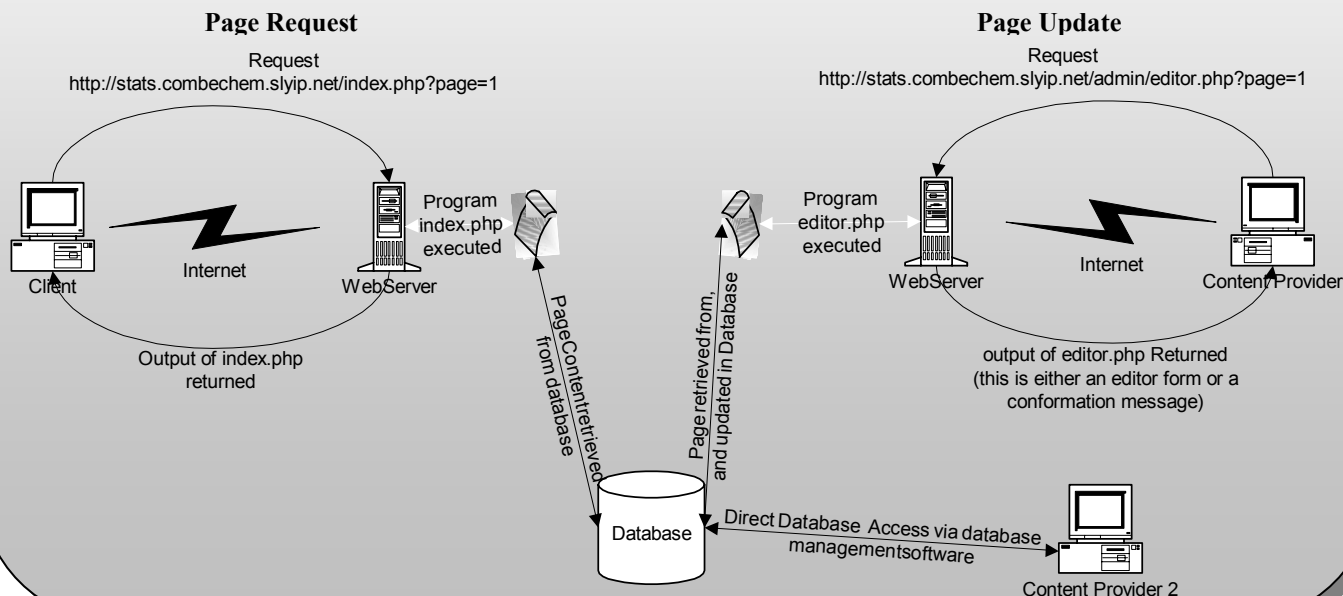 Page Request
Request
http://stats.combechem.slyip.net/index.php?page=1
Client
Internet
WebServer
Program
index.php
executed
Output of index.php
returned
PageContentretrieved
from database
Page Update
Request
http://stats.combechem.slyip.net/admin/editor.php?page=1
Program
editor.php
executed
WebServer
Internet
Content Provider
output of editor.php Returned
(this is either an editor form or a
conformation message)
Page retrieved from,
and updated in Database
Database
Direct Database Access via database
managementsoftware
Content Provider 2